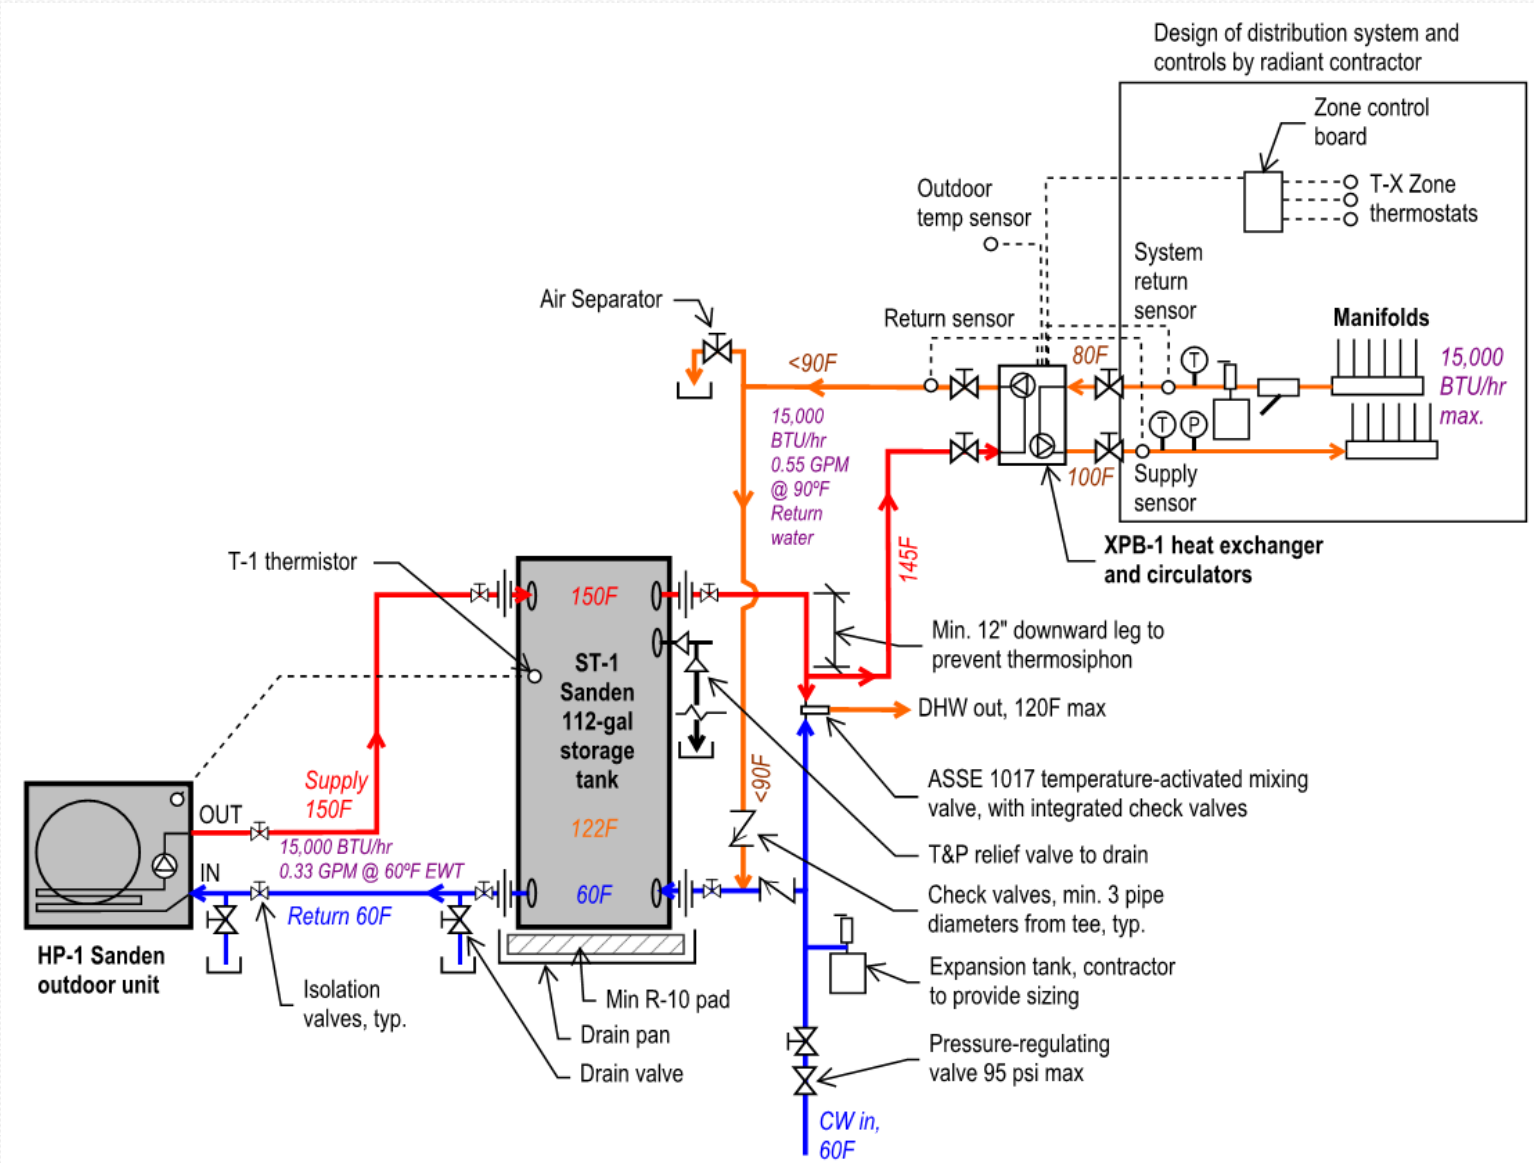 Design of distribution system and
controls by radiant contractor
Zone control
board
T-X Zone
thermostats
Outdoor
temp sensor
System
return
sensor
Air Separator
Return sensor
Manifolds
<90F
80F
T
15,000
BTU/hr
max.
15,000
BTU/hr
0.55 GPM
@ 90ºF
Return
water
T
P
100F
Supply
sensor
XPB-1 heat exchanger
and circulators
145F
T-1 thermistor
150F
ST-1
Sanden
112-gal
storage
tank
122F
60F
Min. 12" downward leg to
prevent thermosiphon
DHW out, 120F max
<90F
ASSE 1017 temperature-activated mixing
valve, with integrated check valves
T&P relief valve to drain
Check valves, min. 3 pipe
diameters from tee, typ.
Expansion tank, contractor
to provide sizing
Pressure-regulating
valve 95 psi max
CW in,
60F
Supply
150F
OUT
15,000 BTU/hr
0.33 GPM @ 60ºF EWT
IN
Return 60F
HP-1 Sanden
outdoor unit
Isolation
valves, typ.
Min R-10 pad
Drain pan
Drain valve